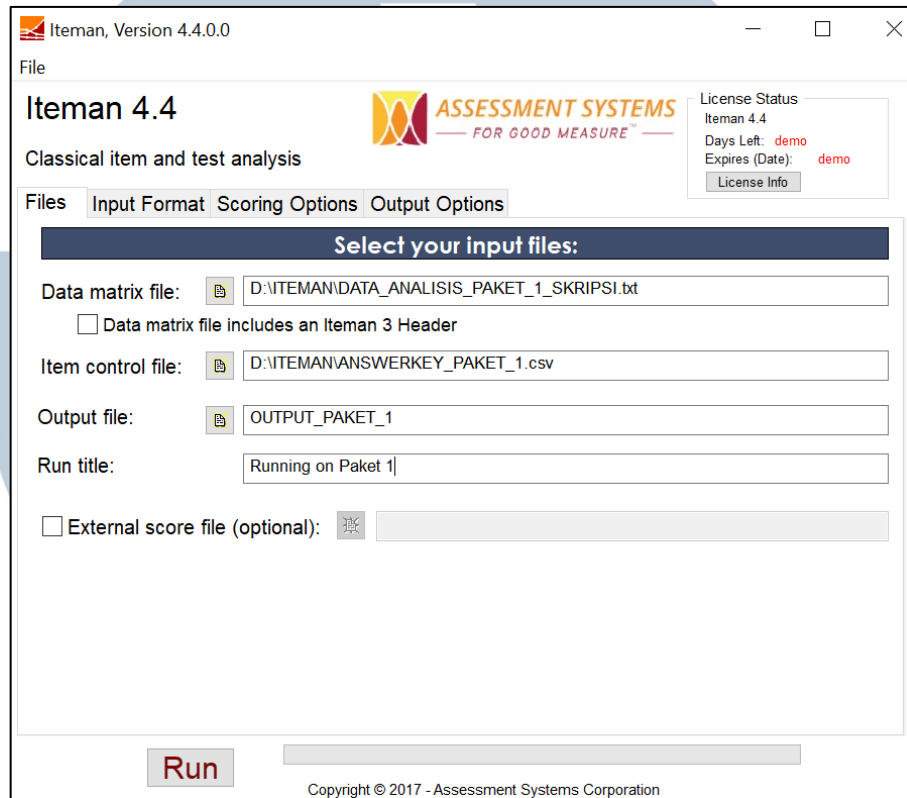 Iteman, Version 4.4.0.0
File
Iteman 4.4
Classical item and test analysis
ASSESSMENT SYSTEMS
FOR GOOD MEASURE™
License Status
Iteman 4.4
Days Left: demo
Expires (Date): demo
License Info
Files Input Format Scoring Options Output Options
Select your input files:
Data matrix file: D:\ITEMAN\DATA_ANALISIS_PAKET_1_SKRIPSI.txt
Data matrix file includes an Iteman 3 Header
Item control file: D:\ITEMAN\ANSWERKEY_PAKET_1.csv
Output file: OUTPUT_PAKET_1
Run title: Running on Paket 1
External score file (optional):
Run
Copyright © 2017 - Assessment Systems Corporation